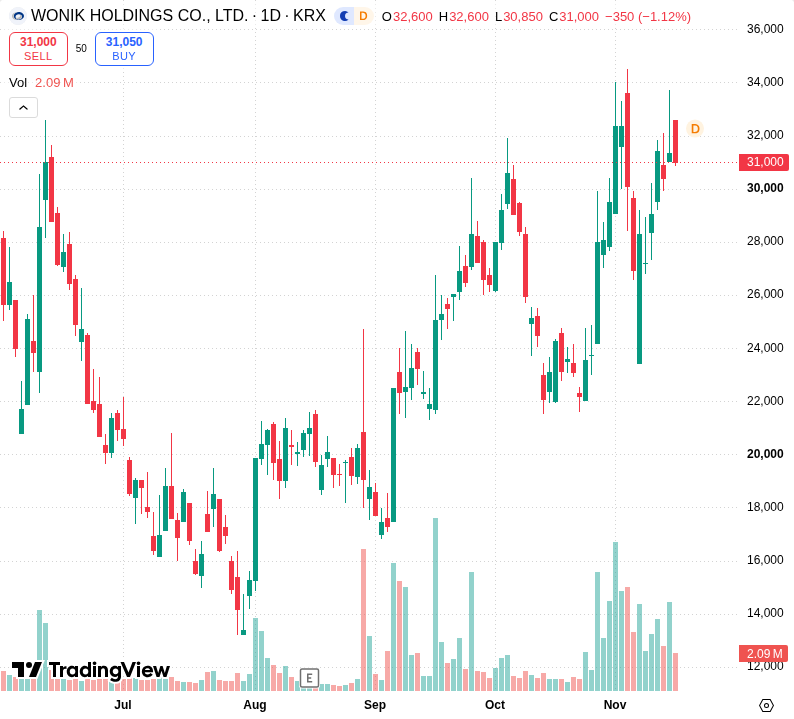 WONIK HOLDINGS CO., LTD. · 1D · KRX D O32,600 H32,600 L30,850 C31,000 −350 (−1.12%)
31,000 SELL 50 31,050 BUY
Vol 2.09 M
36,000
34,000
D
32,000
31,000
30,000
28,000
26,000
24,000
22,000
20,000
18,000
16,000
14,000
2.09 M
12,000
E
TradingView
Jul Aug Sep Oct Nov